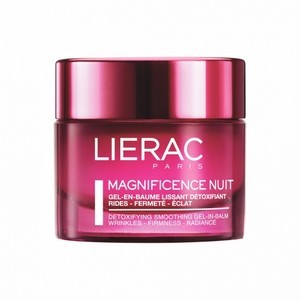 LIERAC
PARIS
MAGNIFICENCE NUIT
GEL-EN-BAUME LISSANT DÉTOXIFIANT
RIDES - FERMETÉ - ÉCLAT
DETOXIFYING SMOOTHING GEL-IN-BALM
WRINKLES - FIRMNESS - RADIANCE